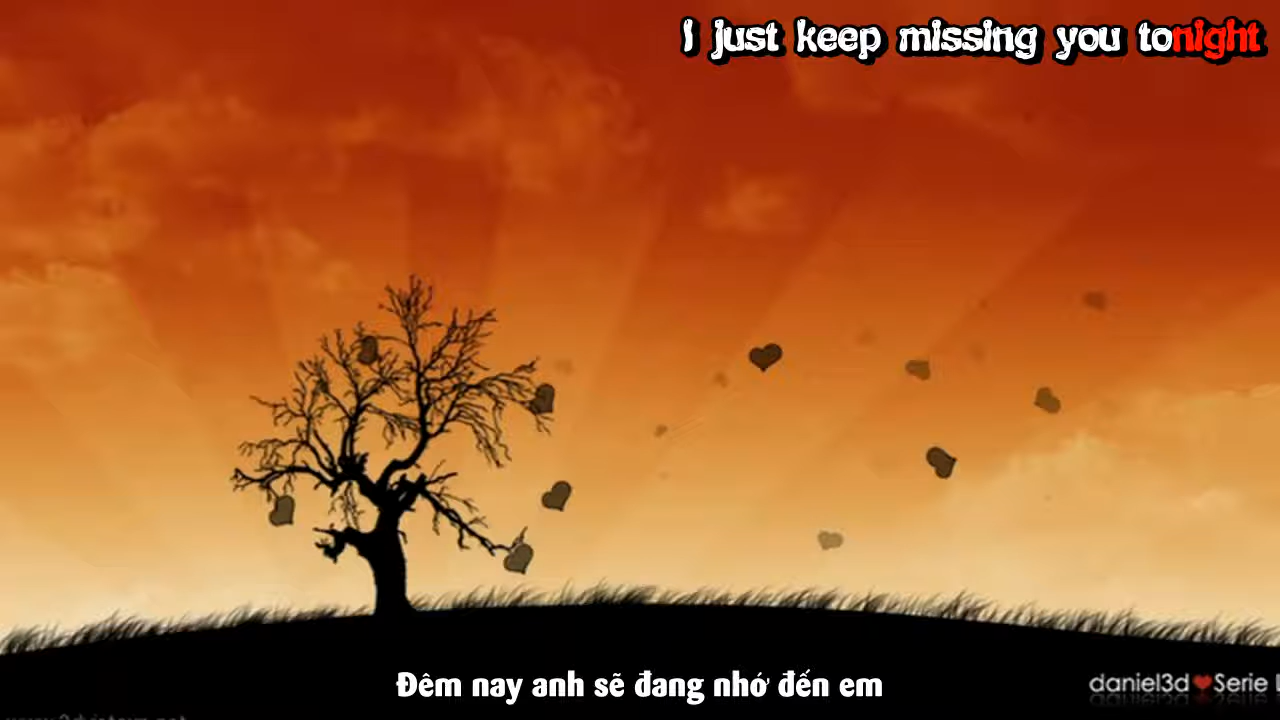 I just keep missing you tonight
Đêm nay anh sẽ đang nhớ đến em
daniel3d ❤ Serie